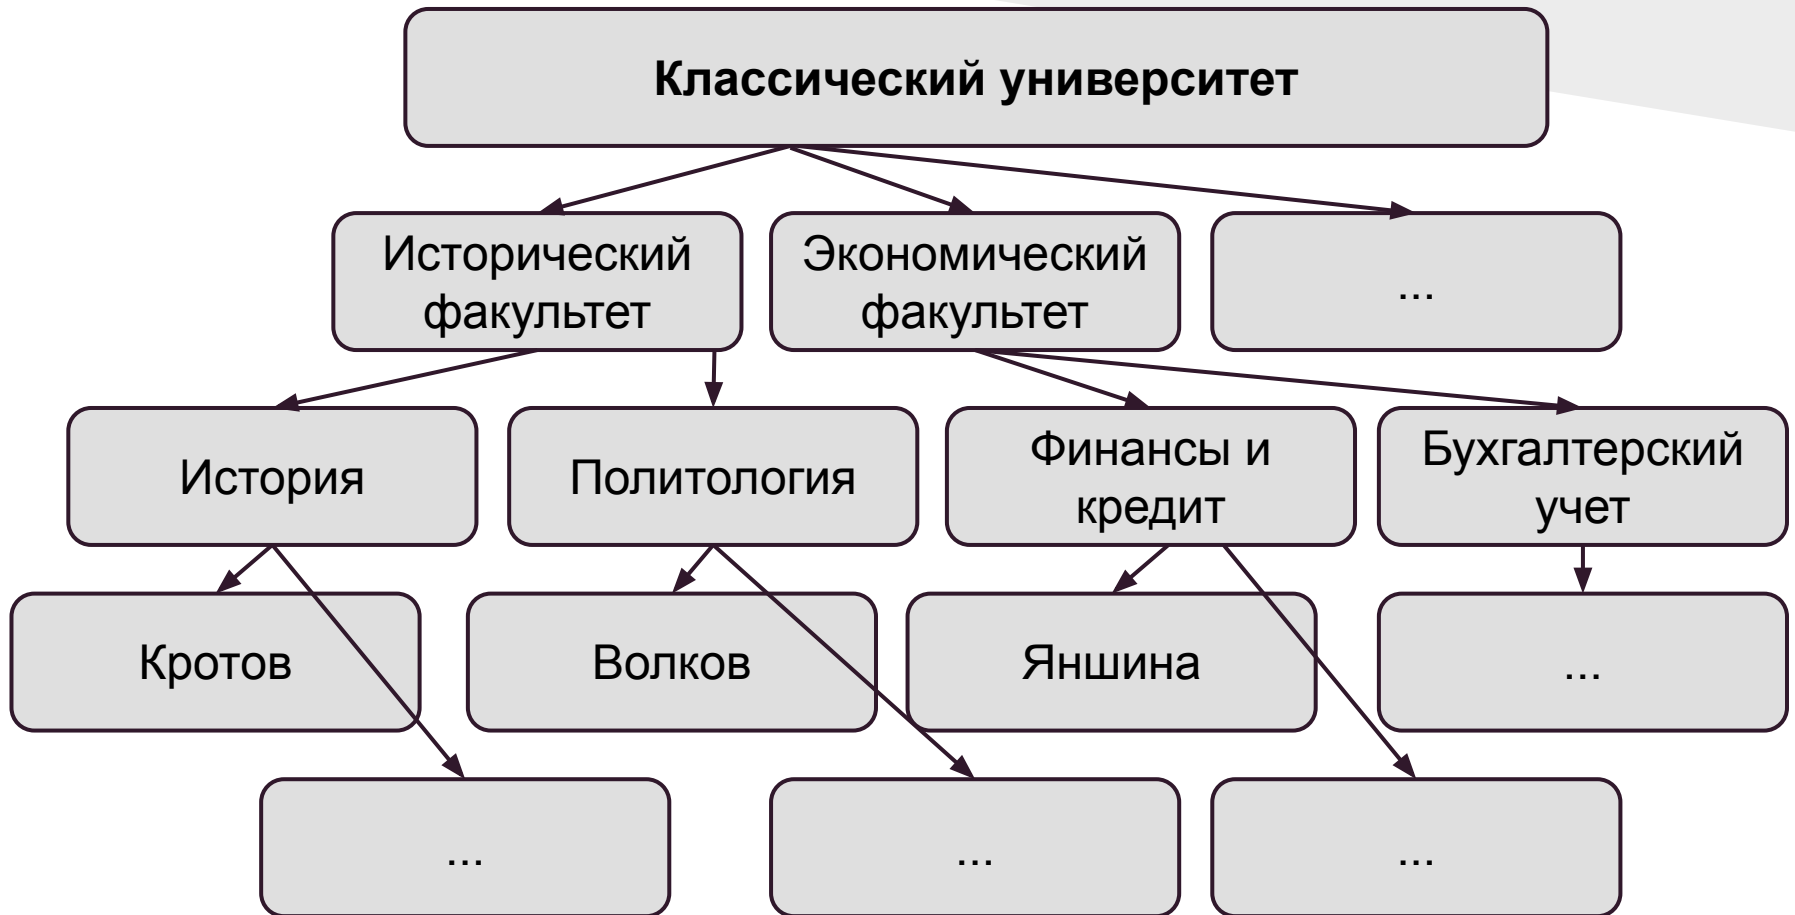 Классический университет
Исторический
факультет
Экономический
факультет
...
История
Политология
Финансы и
кредит
Бухгалтерский
учет
Кротов
Волков
Яншина
...
...
...
...